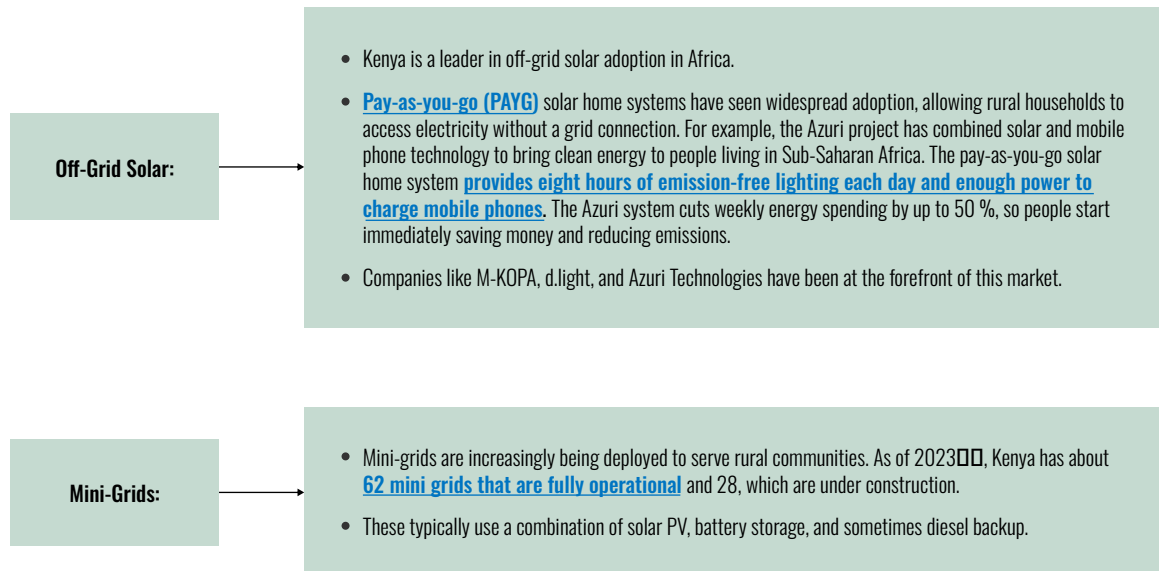 Off-Grid Solar:
• Kenya is a leader in off-grid solar adoption in Africa.
• Pay-as-you-go (PAYG) solar home systems have seen widespread adoption, allowing rural households to
access electricity without a grid connection. For example, the Azuri project has combined solar and mobile
phone technology to bring clean energy to people living in Sub-Saharan Africa. The pay-as-you-go solar
home system provides eight hours of emission-free lighting each day and enough power to
charge mobile phones. The Azuri system cuts weekly energy spending by up to 50 %, so people start
immediately saving money and reducing emissions.
• Companies like M-KOPA, d.light, and Azuri Technologies have been at the forefront of this market.
Mini-Grids:
• Mini-grids are increasingly being deployed to serve rural communities. As of 2023▯▯, Kenya has about
62 mini grids that are fully operational and 28, which are under construction.
• These typically use a combination of solar PV, battery storage, and sometimes diesel backup.